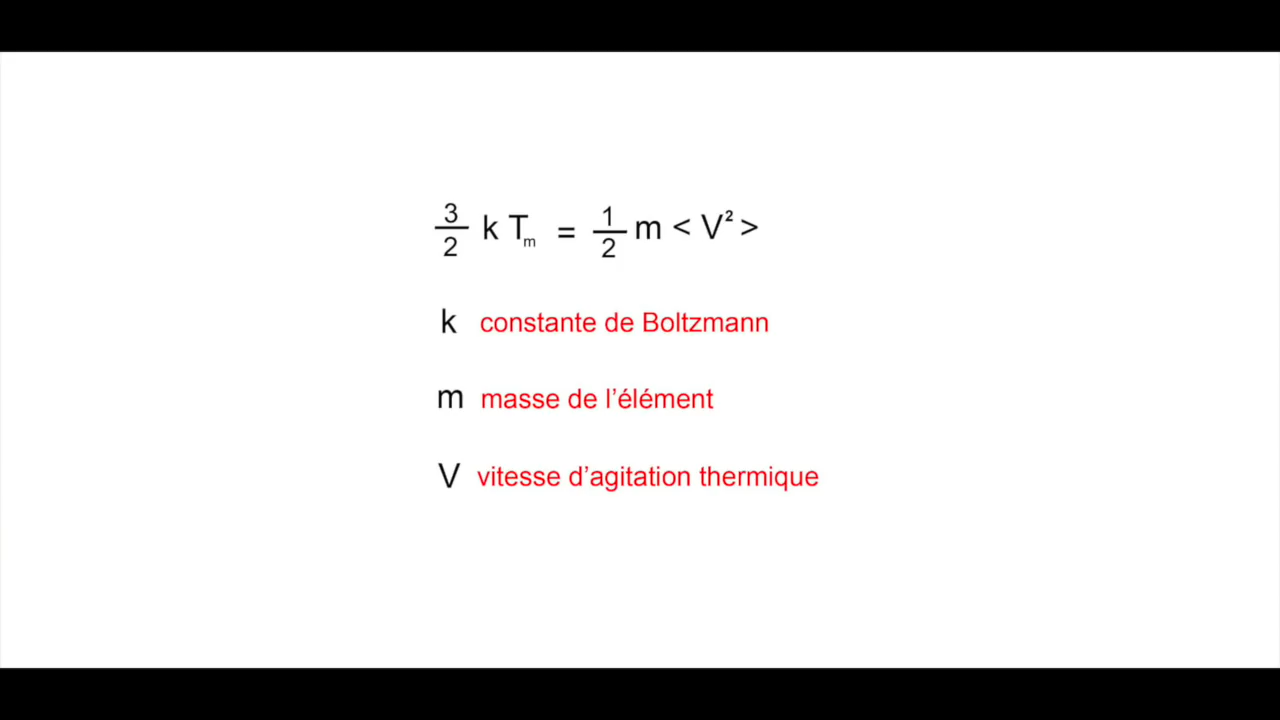 3/2 k Tₘ = 1/2 m < V² >
k constante de Boltzmann
m masse de l’élément
V vitesse d’agitation thermique